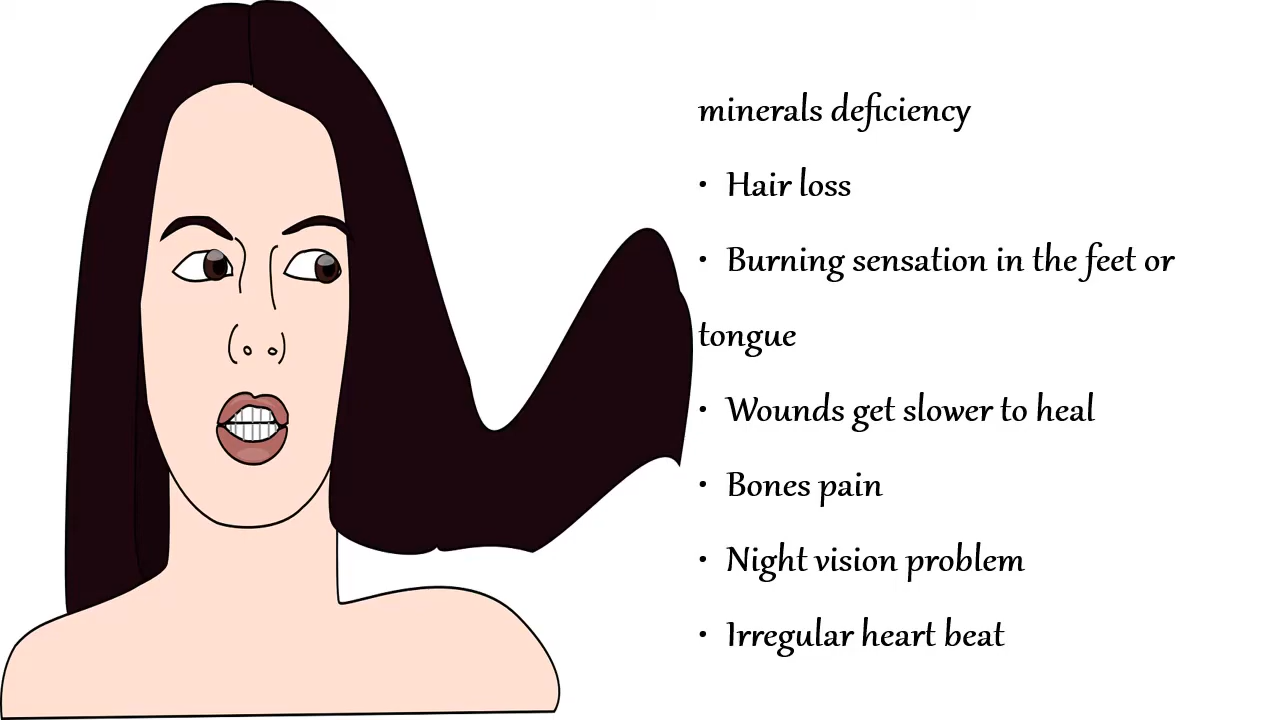 minerals deficiency
• Hair loss
• Burning sensation in the feet or
tongue
• Wounds get slower to heal
• Bones pain
• Night vision problem
• Irregular heart beat